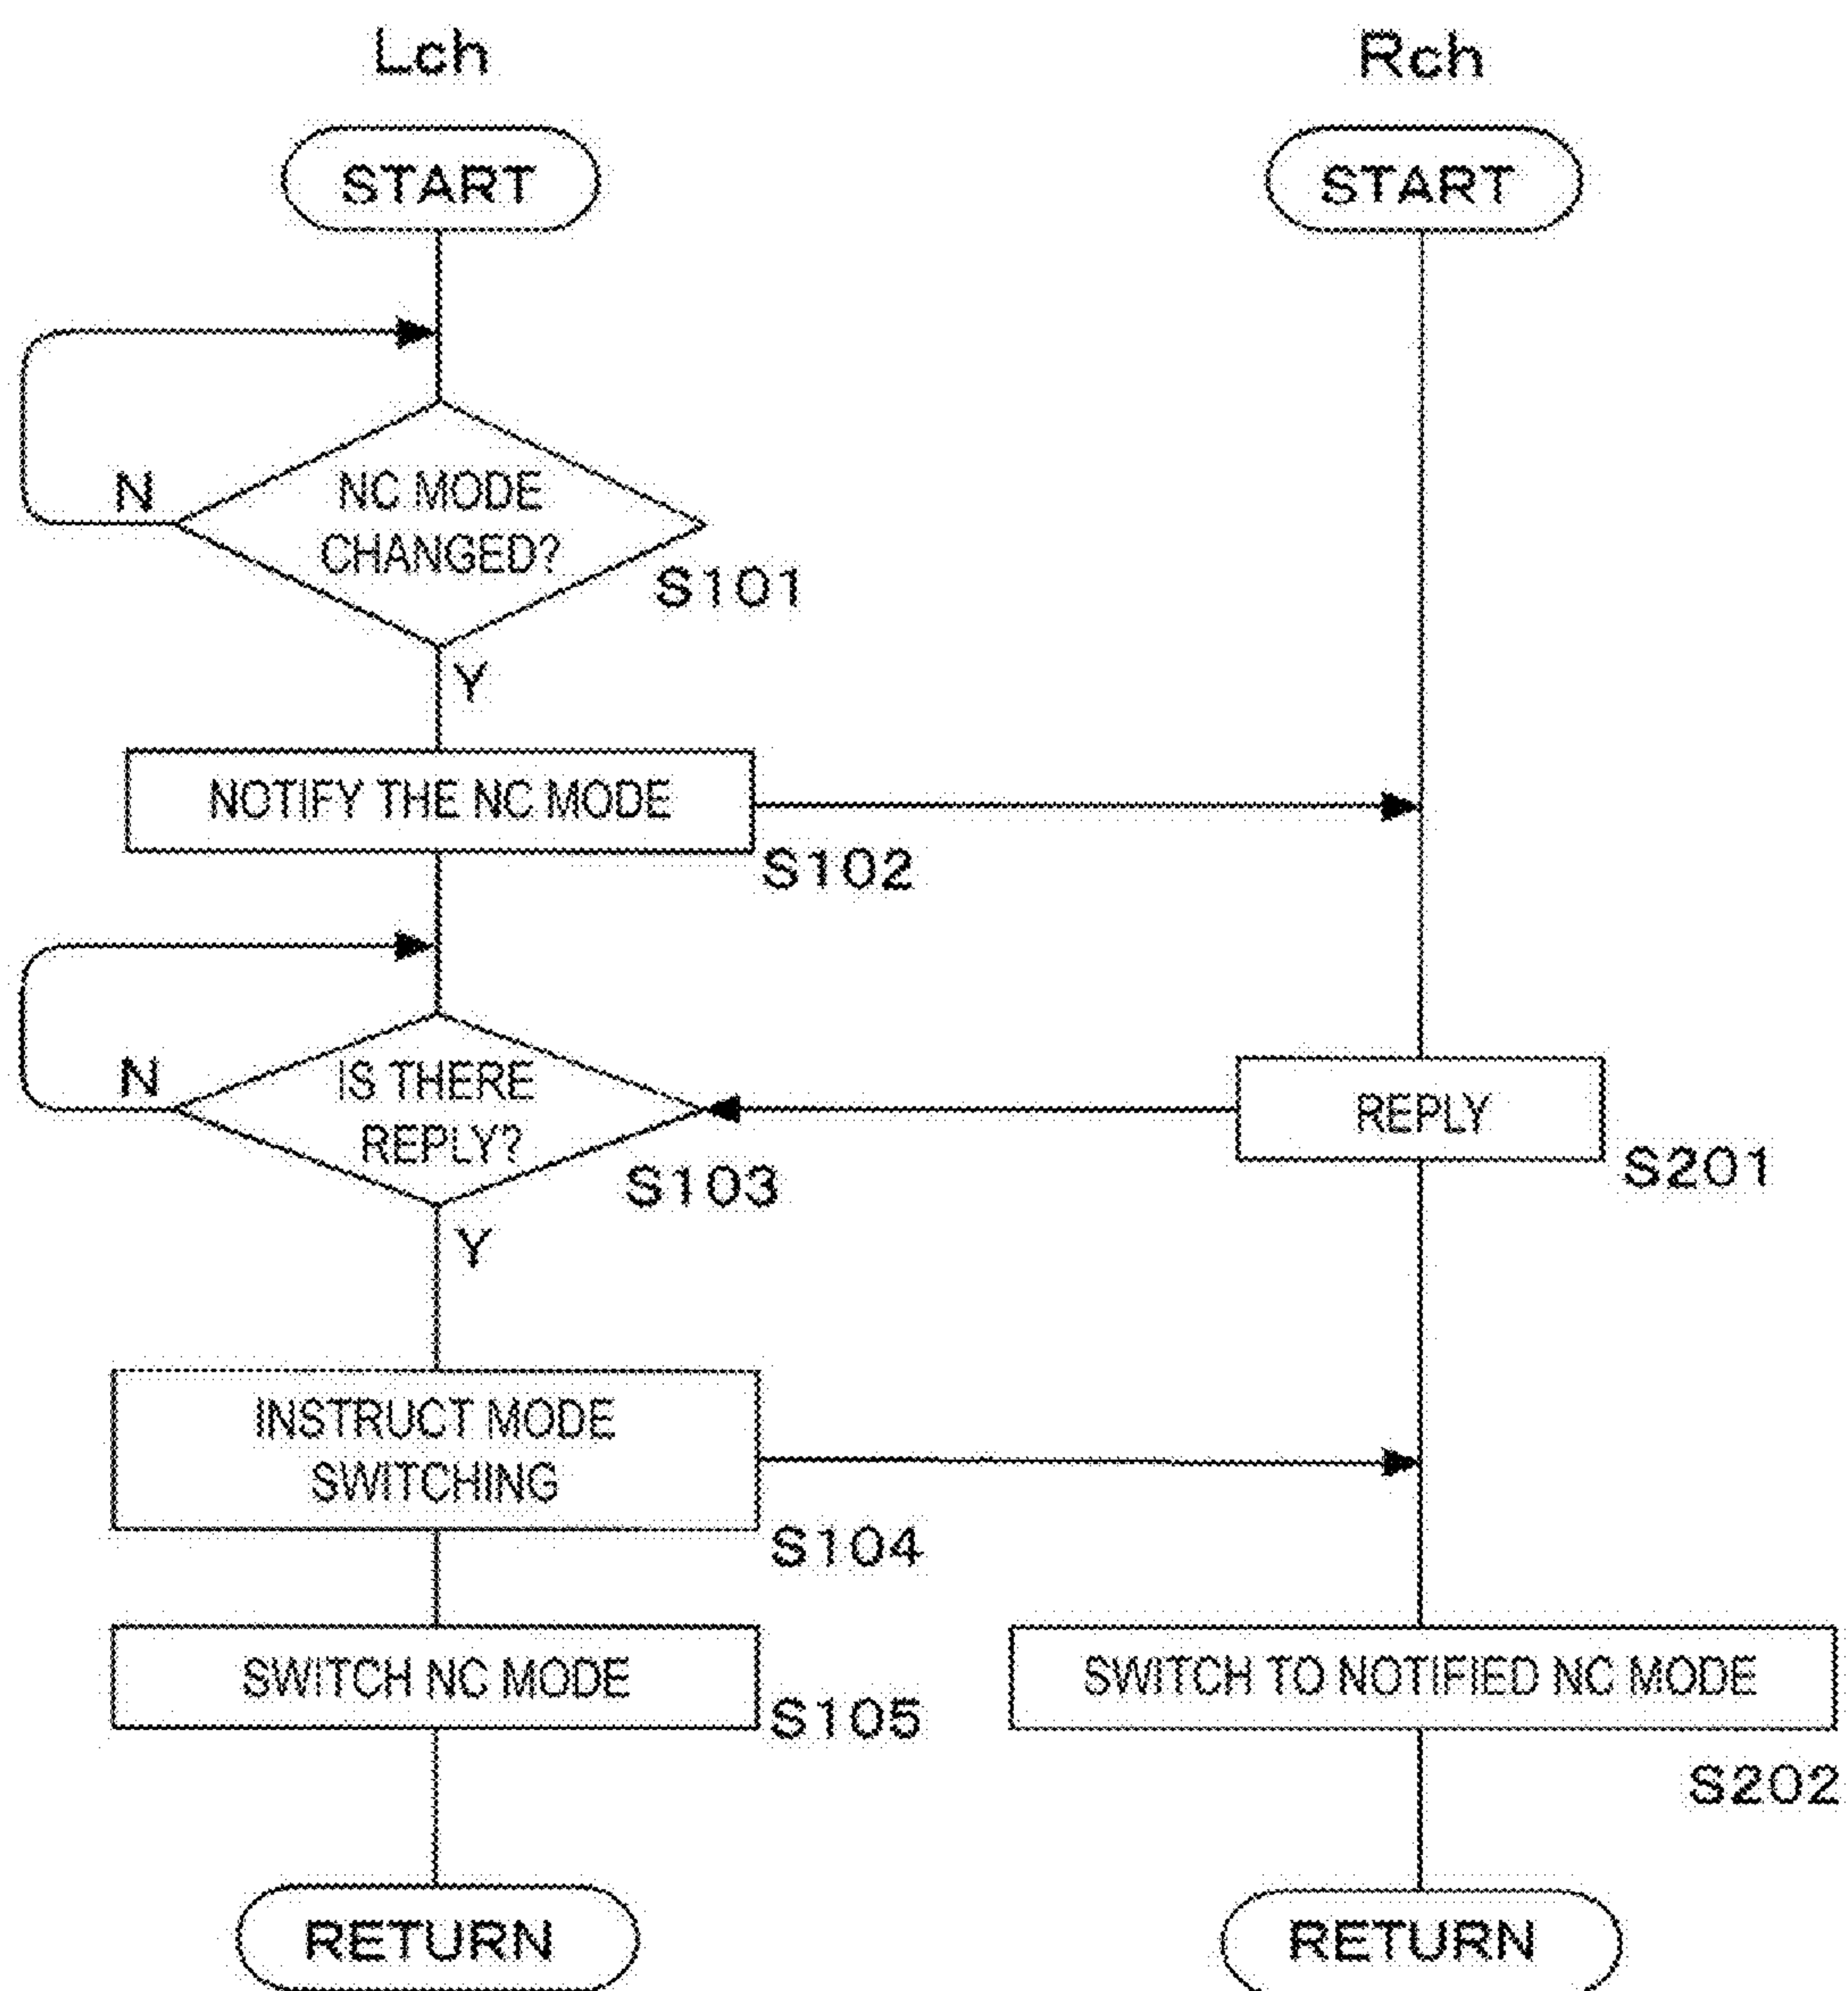 Lch
Rch
START
START
N
NC MODE
CHANGED?
S101
Y
NOTIFY THE NC MODE
S102
N
IS THERE
REPLY?
S103
REPLY
S201
Y
INSTRUCT MODE
SWITCHING
S104
SWITCH NC MODE
S105
SWITCH TO NOTIFIED NC MODE
S202
RETURN
RETURN